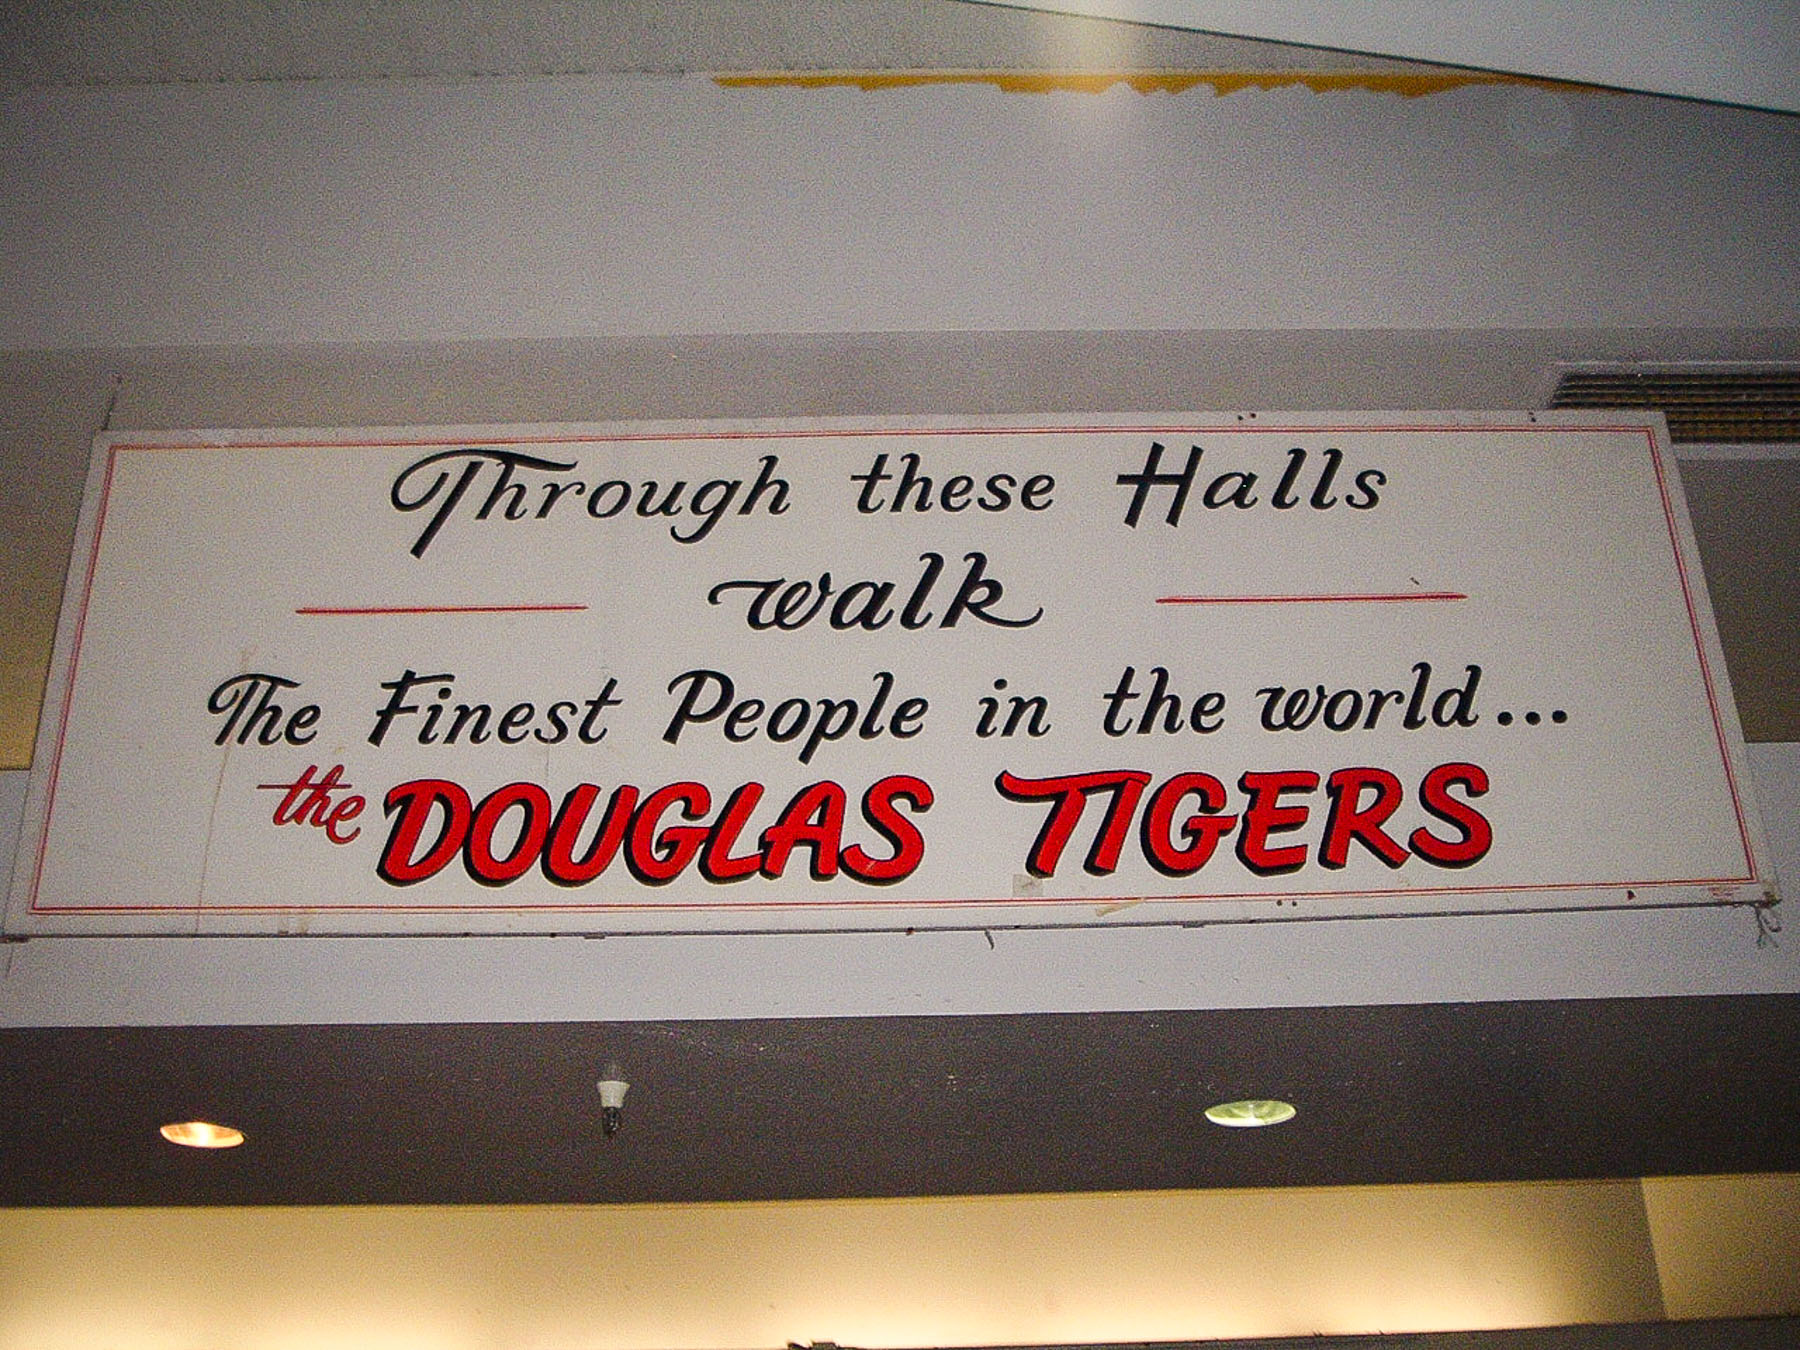 Through these Halls
walk
The Finest People in the world...
the DOUGLAS TIGERS